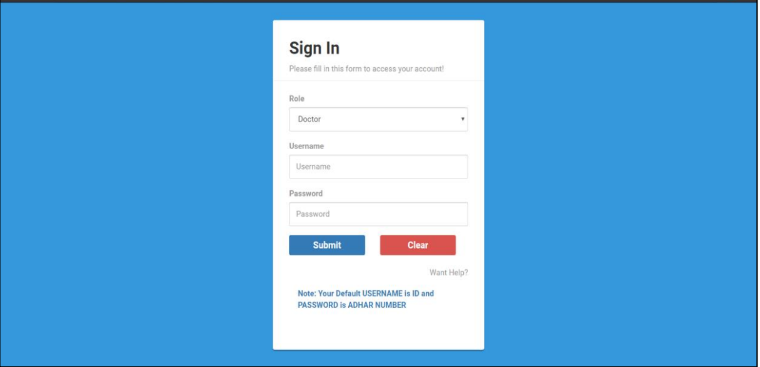 Sign In
Please fill in this form to access your account!
Role
Doctor
Username
Username
Password
Password
Submit Clear
Want Help?
Note: Your Default USERNAME is ID and
PASSWORD is ADHAR NUMBER